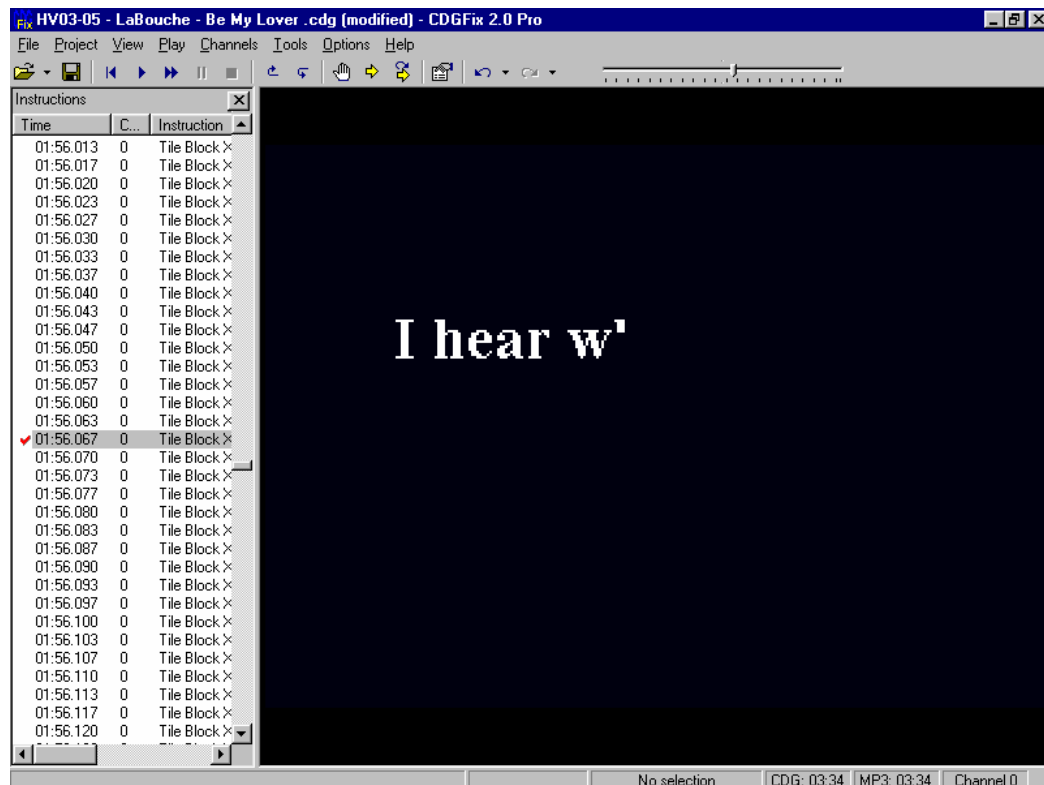 Fix HV03-05 - LaBouche - Be My Lover .cdg (modified) - CDGFix 2.0 Pro
File Project View Play Channels Tools Options Help
Instructions
Time C... Instruction
01:56.013 0 Tile Block X
01:56.017 0 Tile Block X
01:56.020 0 Tile Block X
01:56.023 0 Tile Block X
01:56.027 0 Tile Block X
01:56.030 0 Tile Block X
01:56.033 0 Tile Block X
01:56.037 0 Tile Block X
01:56.040 0 Tile Block X
01:56.043 0 Tile Block X
01:56.047 0 Tile Block X
01:56.050 0 Tile Block X
01:56.053 0 Tile Block X
01:56.057 0 Tile Block X
01:56.060 0 Tile Block X
01:56.063 0 Tile Block X
01:56.067 0 Tile Block X
01:56.070 0 Tile Block X
01:56.073 0 Tile Block X
01:56.077 0 Tile Block X
01:56.080 0 Tile Block X
01:56.083 0 Tile Block X
01:56.087 0 Tile Block X
01:56.090 0 Tile Block X
01:56.093 0 Tile Block X
01:56.097 0 Tile Block X
01:56.100 0 Tile Block X
01:56.103 0 Tile Block X
01:56.107 0 Tile Block X
01:56.110 0 Tile Block X
01:56.113 0 Tile Block X
01:56.117 0 Tile Block X
01:56.120 0 Tile Block X
I hear w'
No selection CDG: 03:34 MP3: 03:34 Channel 0